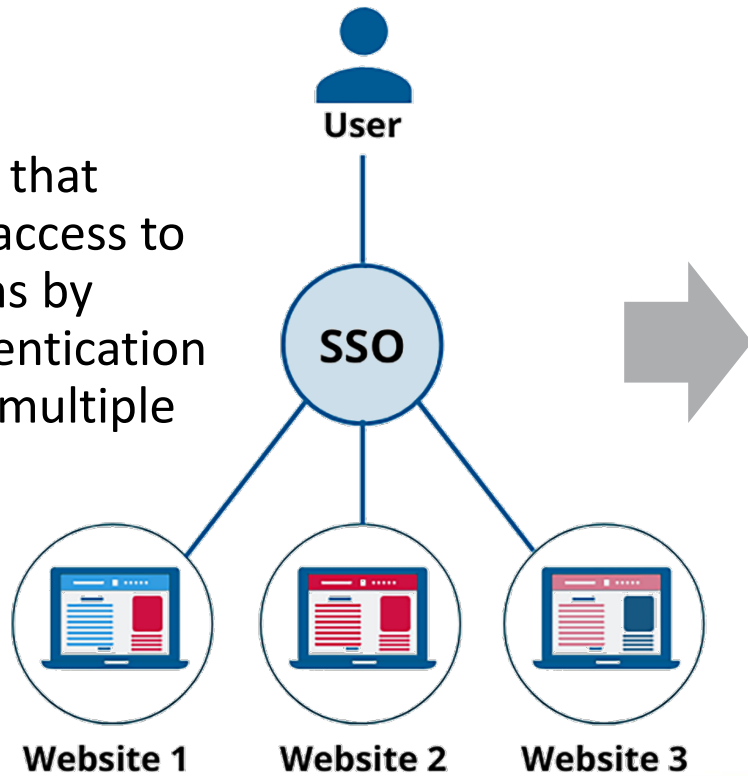 User
that
access to
ns by
entication
multiple
SSO
Website 1
Website 2
Website 3